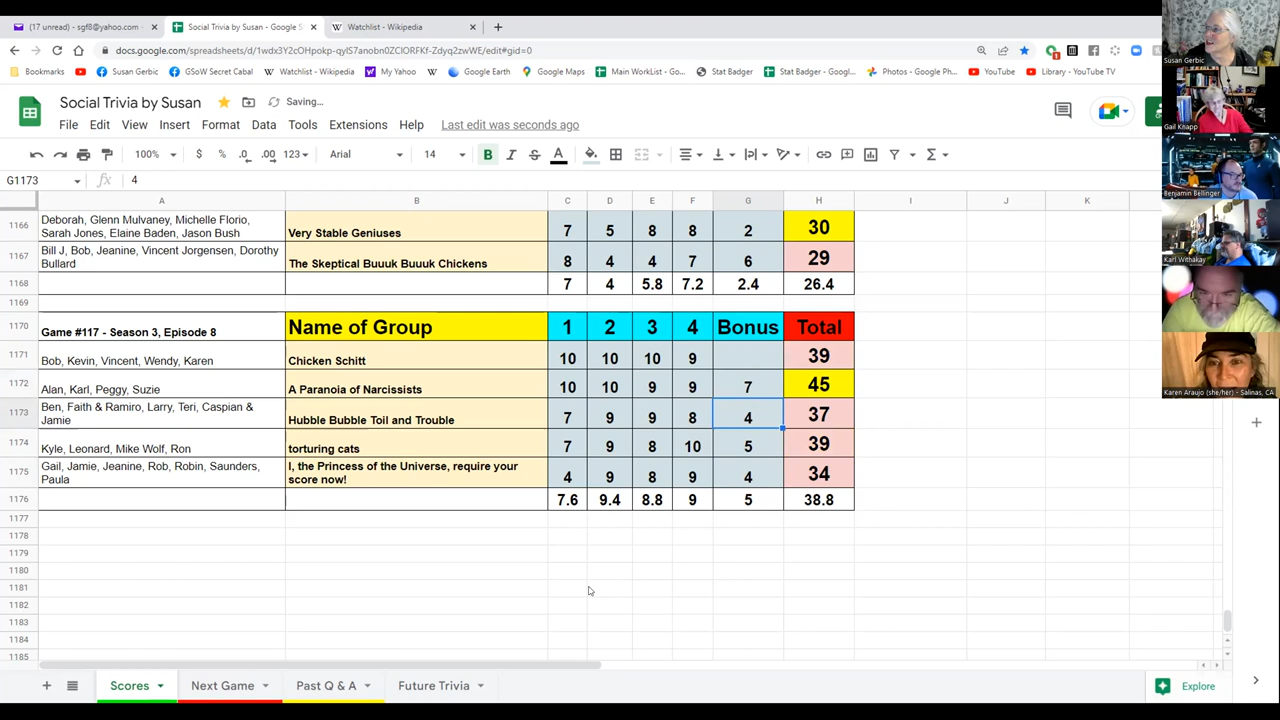 (17 unread) - sgf8@yahoo.com
Social Trivia by Susan - Google S
Watchlist - Wikipedia
docs.google.com/spreadsheets/d/1wdx3Y2cOHpokp-qyIS7anobn0ZCIORFKf-Zdyq2zwWE/edit#gid=0
Bookmarks
Susan Gerbic
GSoW Secret Cabal
Watchlist - Wikipedia
My Yahoo
Google Earth
Google Maps
Main WorkList - Go...
Stat Badger
Stat Badger - Googl...
Photos - Google Ph...
YouTube
Library - YouTube TV
Social Trivia by Susan
Saving...
File Edit View Insert Format Data Tools Extensions Help Last edit was seconds ago
100% $ % .0 .00 123 Arial 14 B I S A
G1173 fx 4
A B C D E F G H I J K
1166 Deborah, Glenn Mulvaney, Michelle Florio, Sarah Jones, Elaine Baden, Jason Bush Very Stable Geniuses 7 5 8 8 2 30
1167 Bill J, Bob, Jeanine, Vincent Jorgensen, Dorothy Bullard The Skeptical Buuuk Buuuk Chickens 8 4 4 7 6 29
1168 7 4 5.8 7.2 2.4 26.4
1169
1170 Game #117 - Season 3, Episode 8 Name of Group 1 2 3 4 Bonus Total
1171 Bob, Kevin, Vincent, Wendy, Karen Chicken Schitt 10 10 10 9 39
1172 Alan, Karl, Peggy, Suzie A Paranoia of Narcissists 10 10 9 9 7 45
1173 Ben, Faith & Ramiro, Larry, Teri, Caspian & Jamie Hubble Bubble Toil and Trouble 7 9 9 8 4 37
1174 Kyle, Leonard, Mike Wolf, Ron torturing cats 7 9 8 10 5 39
1175 Gail, Jamie, Jeanine, Rob, Robin, Saunders, Paula I, the Princess of the Universe, require your score now! 4 9 8 9 4 34
1176 7.6 9.4 8.8 9 5 38.8
1177
1178
1179
1180
1181
1182
1183
1184
1185
Scores
Next Game
Past Q & A
Future Trivia
Explore
Susan Gerbic
Gail Knapp
Benjamin Bellinger
Karl Withakay
Karen Araujo (she/her) - Salinas, CA